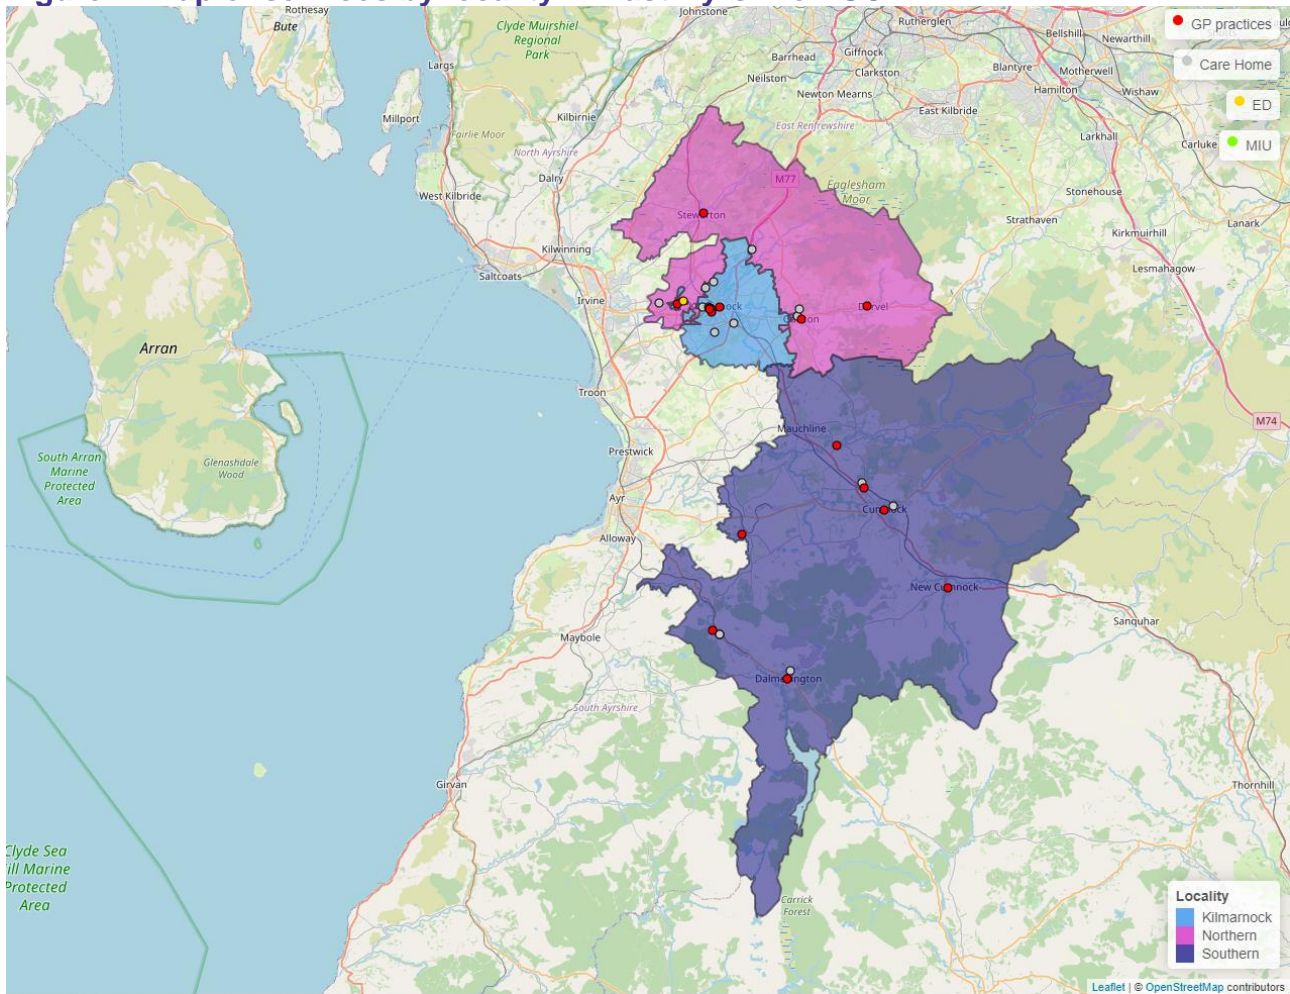 Rothesay
Bute
Clyde Muirshiel
Regional
Park
Johnstone
Rutherglen
Bellshill
Newarthill
GP practices
Largs
Barrhead
Giffnock
Clarkston
Blantyre
Motherwell
Care Home
Neilston
Newton Mearns
Hamilton
Wishaw
Millport
Kilbirnie
East Kilbride
ED
Fairlie Moor
East Renfrewshire
Larkhall
Carluke
MIU
North Ayrshire
Dalry
M77
Eaglesham
Moor
Stonehouse
West Kilbride
Strathaven
Lanark
Kirkmuirhill
Kilwinning
Saltcoats
Lesmahagow
Irvine
Arran
Troon
M74
Mauchline
Prestwick
South Arran
Marine
Protected
Area
Glenashdale
Wood
Ayr
Alloway
New Cumnock
Sanquhar
Maybole
South Ayrshire
Girvan
Thornhill
Clyde Sea
Sill Marine
Protected
Area
Carrick
Forest
Locality
Kilmarnock
Northern
Southern
Leaflet | © OpenStreetMap contributors